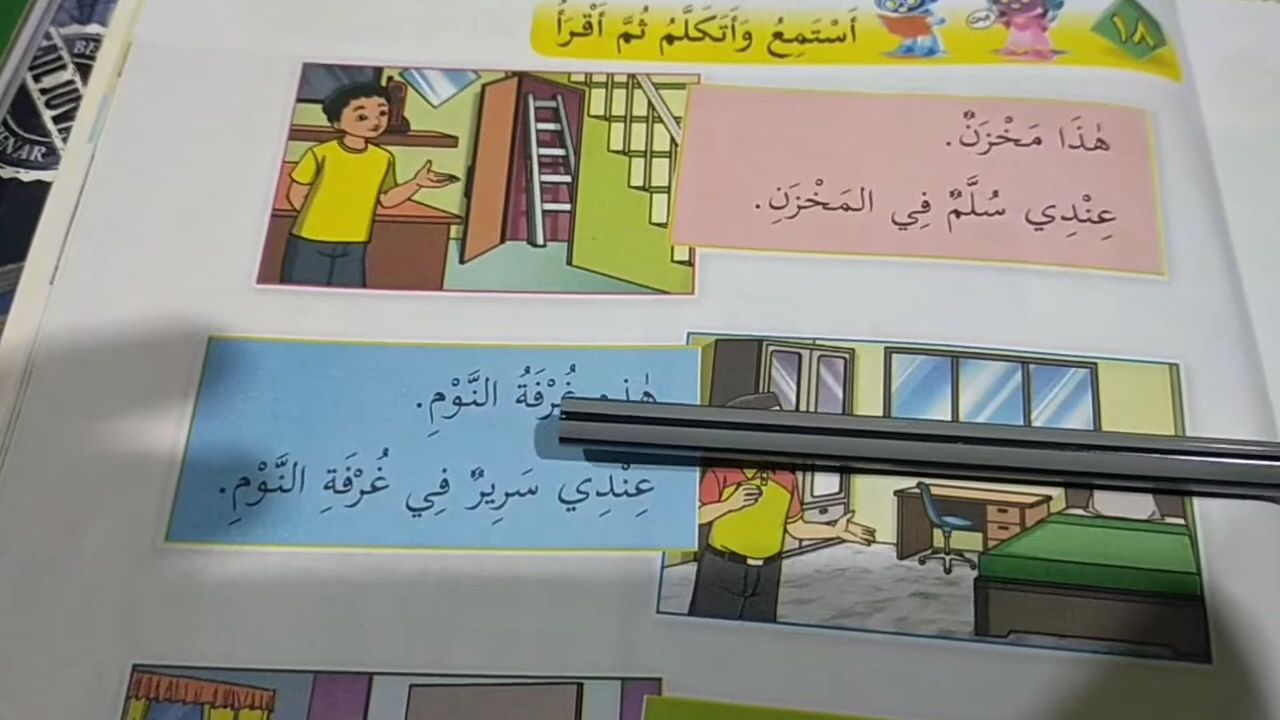 ١٨
أَسْتَمِعُ وَأَتَكَلَّمُ ثُمَّ أَقْرَأُ
هٰذَا مَخْزَنٌ.
عِنْدِي سُلَّمٌ فِي المَخْزَنِ.
هٰذِهِ غُرْفَةُ النَّوْمِ.
عِنْدِي سَرِيرٌ فِي غُرْفَةِ النَّوْمِ.